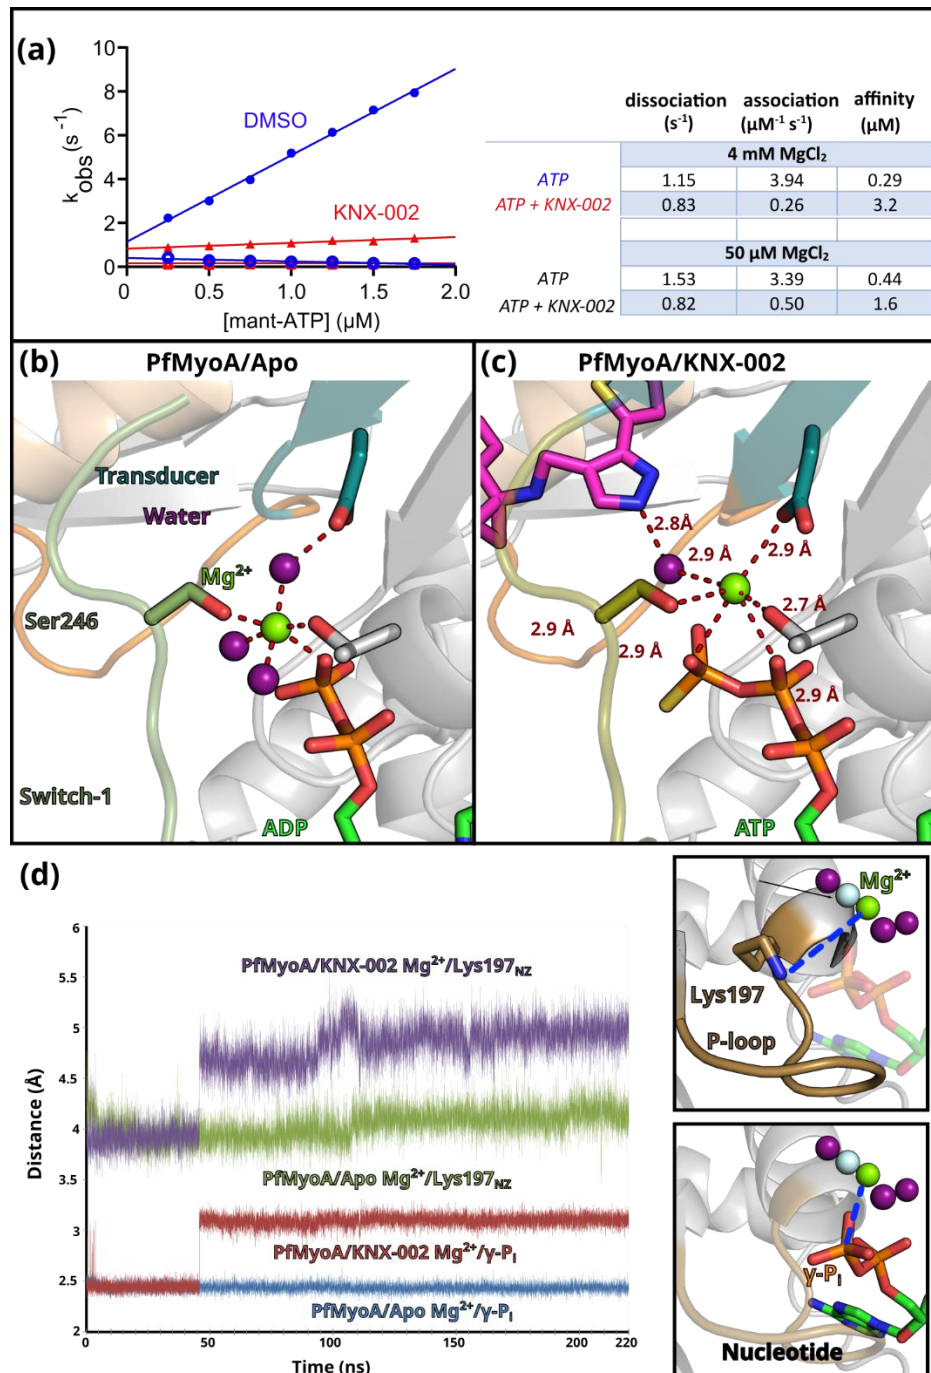 (a)
10
8
6
4
2
0
k_obs (s⁻¹)
DMSO
KNX-002
0 0.5 1.0 1.5 2.0
[mant-ATP] (µM)
dissociation association affinity
(s⁻¹) (µM⁻¹ s⁻¹) (µM)
4 mM MgCl₂
ATP 1.15 3.94 0.29
ATP + KNX-002 0.83 0.26 3.2
50 µM MgCl₂
ATP 1.53 3.39 0.44
ATP + KNX-002 0.82 0.50 1.6
(b) PfMyoA/Apo
Transducer
Water
Mg²⁺
Ser246
Switch-1
ADP
(c) PfMyoA/KNX-002
2.8Å
2.9 Å
2.9 Å
2.7 Å
2.9 Å
2.9 Å
2.9 Å
ATP
(d)
6
5.5
5
4.5
4
3.5
3
2.5
2
Distance (Å)
PfMyoA/KNX-002 Mg²⁺/Lys197_NZ
PfMyoA/Apo Mg²⁺/Lys197_NZ
PfMyoA/KNX-002 Mg²⁺/γ-P_I
PfMyoA/Apo Mg²⁺/γ-P_I
0 50 100 150 200 220
Time (ns)
Mg²⁺
Lys197
P-loop
γ-P_I
Nucleotide